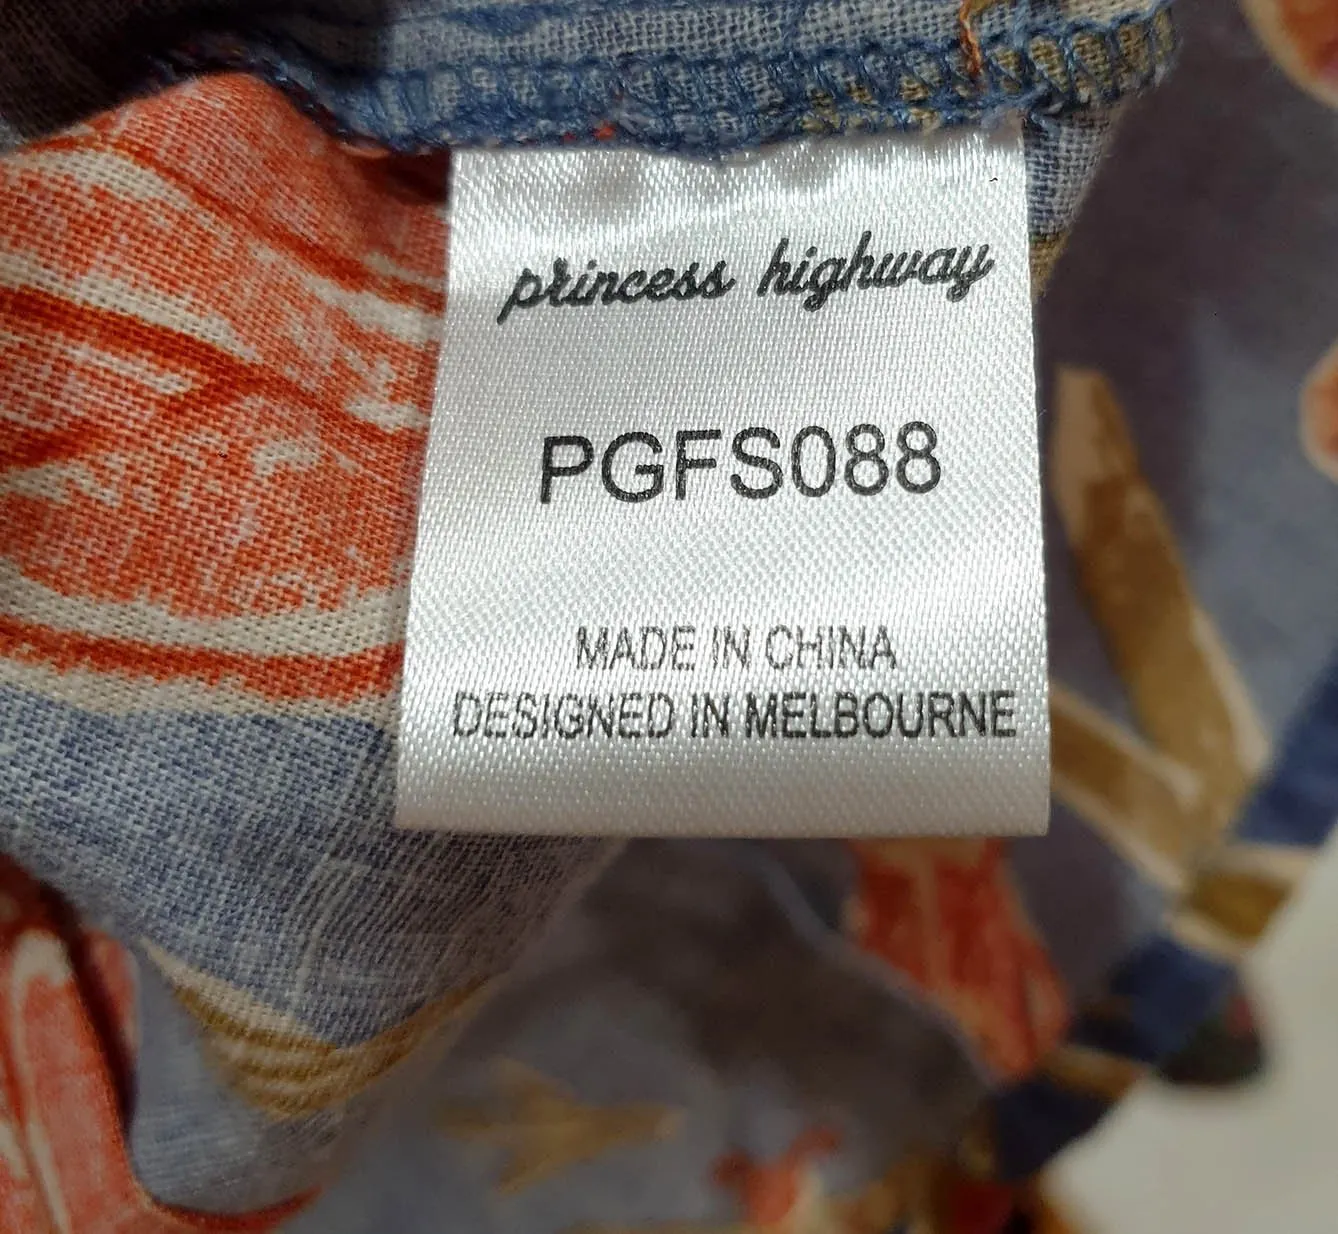 princess highway
PGFS088
MADE IN CHINA
DESIGNED IN MELBOURNE